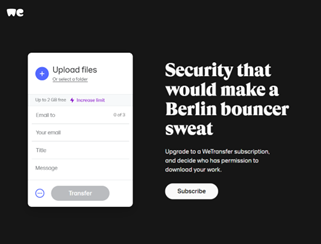 we
Upload files
Or select a folder
Up to 2 GB free
Increase limit
Email to
0 of 3
Your email
Title
Message
Transfer
Security that
would make a
Berlin bouncer
sweat
Upgrade to a WeTransfer subscription,
and decide who has permission to
download your work.
Subscribe